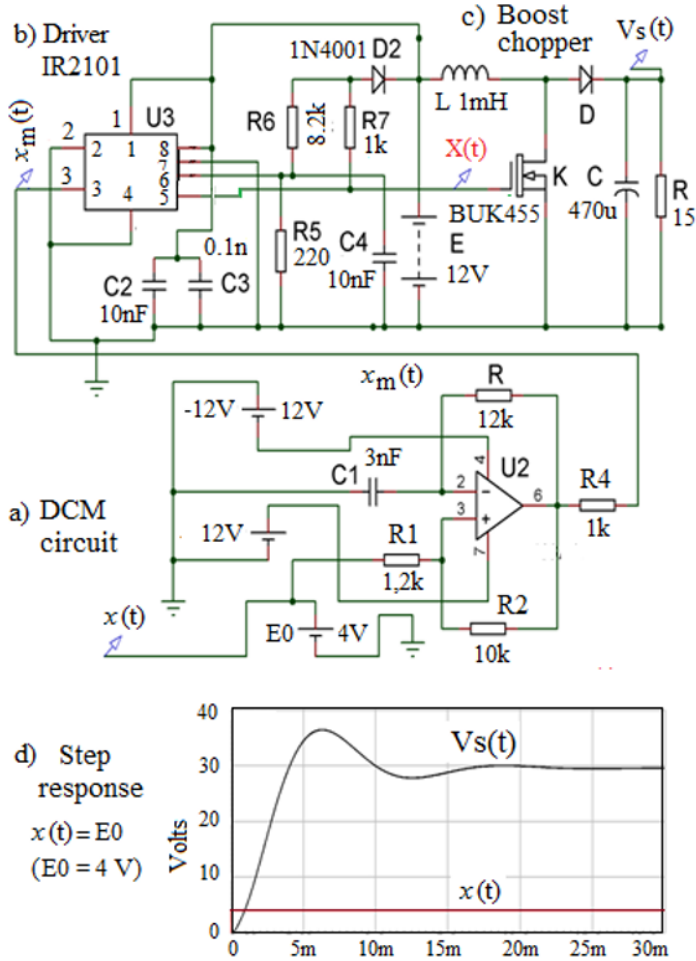 b) Driver
IR2101
c) Boost
chopper
Vs(t)
1N4001 D2
L 1mH
D
xm(t)
1
U3
R6
8.2k
R7
1k
2
2
1
8
7
6
5
3
3
4
X(t)
K
C
R
BUK455
470u
15
0.1n
R5
220
C4
10nF
E
12V
C2
10nF
C3
xm(t)
R
12k
-12V
12V
C1
3nF
4
U2
2
3
6
7
R4
1k
a) DCM
circuit
12V
R1
1,2k
x(t)
E0
4V
R2
10k
d) Step
response
x(t)=E0
(E0 = 4 V)
Volts
40
30
20
10
0
Vs(t)
x(t)
0 5m 10m 15m 20m 25m 30m